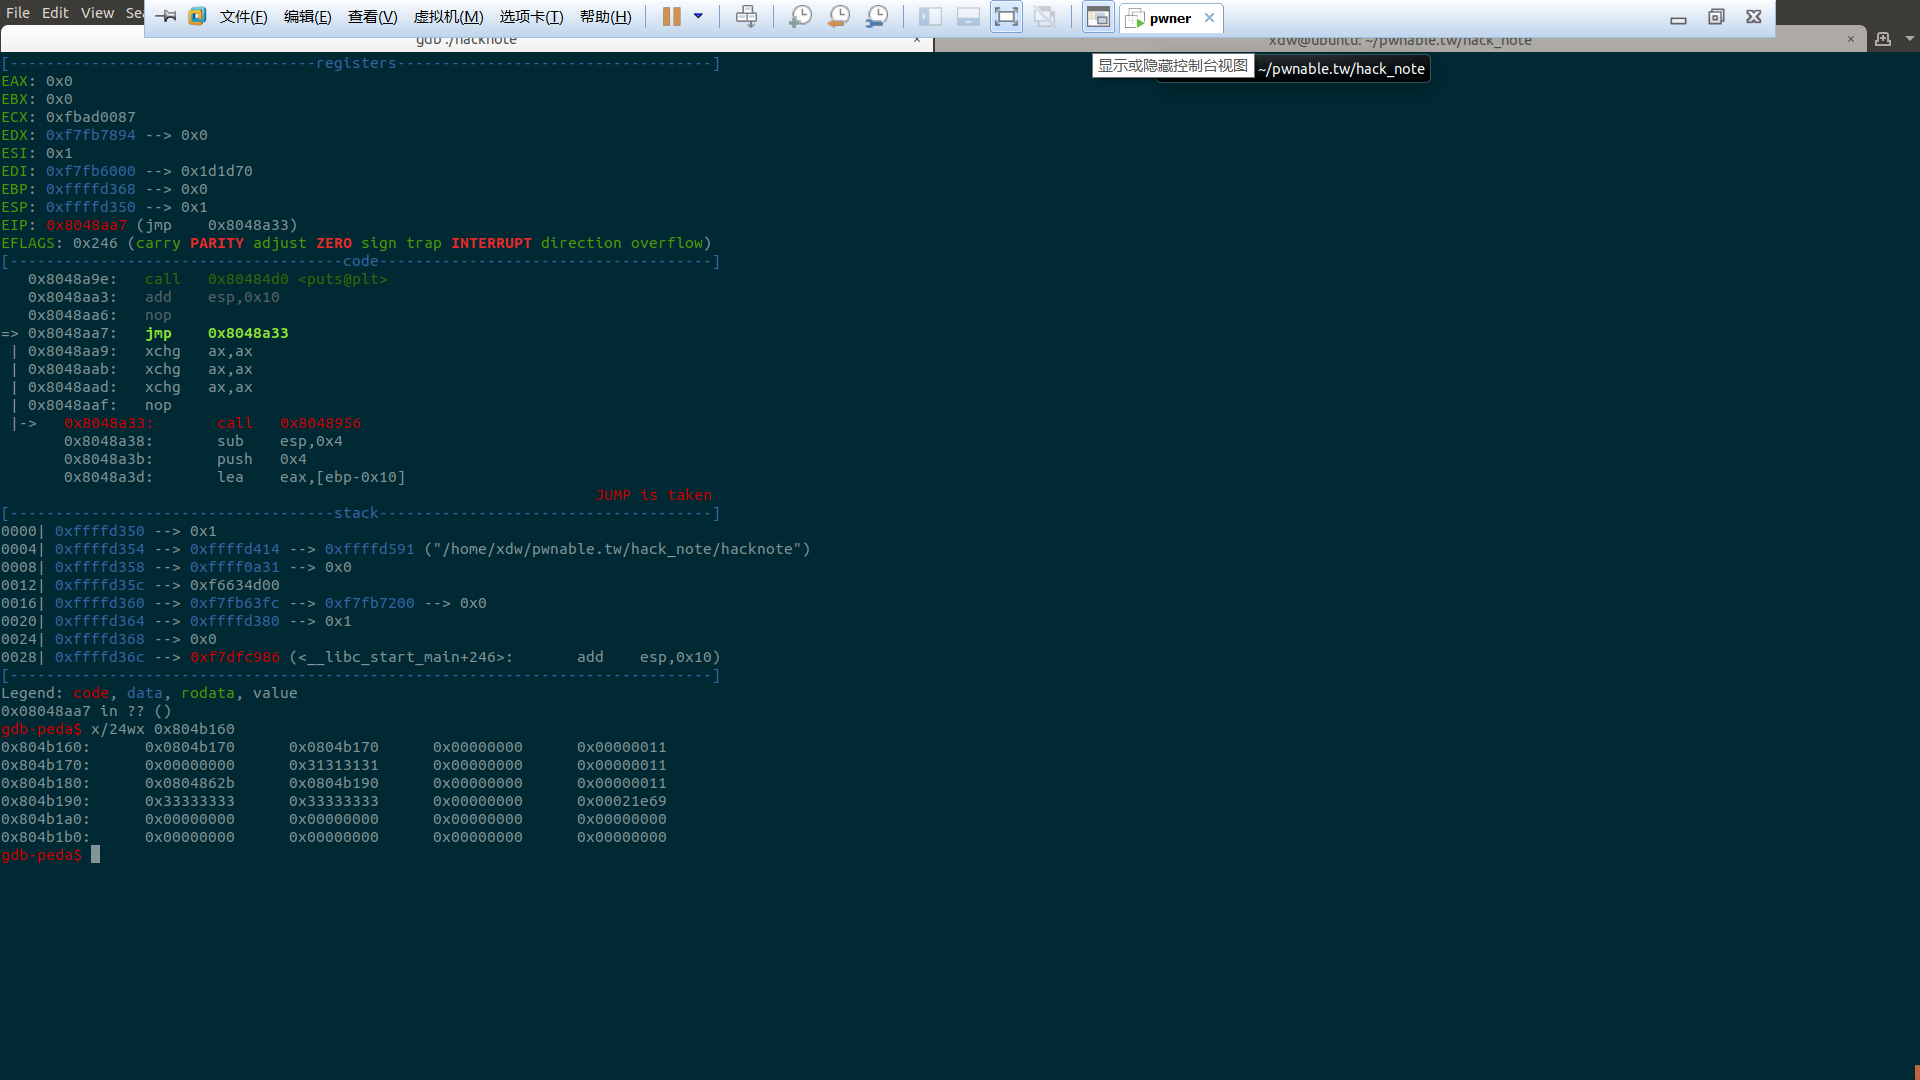 File Edit View Sea 文件(F) 编辑(E) 查看(V) 虚拟机(M) 选项卡(T) 帮助(H) pwner
gdb ./hacknote xdw@ubuntu: ~/pwnable.tw/hack_note
显示或隐藏控制台视图 ~/pwnable.tw/hack_note
[----------------------------------registers-----------------------------------]
EAX: 0x0
EBX: 0x0
ECX: 0xfbad0087
EDX: 0xf7fb7894 --> 0x0
ESI: 0x1
EDI: 0xf7fb6000 --> 0x1d1d70
EBP: 0xffffd368 --> 0x0
ESP: 0xffffd350 --> 0x1
EIP: 0x8048aa7 (jmp    0x8048a33)
EFLAGS: 0x246 (carry PARITY adjust ZERO sign trap INTERRUPT direction overflow)
[-------------------------------------code-------------------------------------]
   0x8048a9e:   call   0x80484d0 <puts@plt>
   0x8048aa3:   add    esp,0x10
   0x8048aa6:   nop
=> 0x8048aa7:   jmp    0x8048a33
 | 0x8048aa9:   xchg   ax,ax
 | 0x8048aab:   xchg   ax,ax
 | 0x8048aad:   xchg   ax,ax
 | 0x8048aaf:   nop
 |->   0x8048a33:       call   0x8048956
       0x8048a38:       sub    esp,0x4
       0x8048a3b:       push   0x4
       0x8048a3d:       lea    eax,[ebp-0x10]
                                                                  JUMP is taken
[------------------------------------stack-------------------------------------]
0000| 0xffffd350 --> 0x1
0004| 0xffffd354 --> 0xffffd414 --> 0xffffd591 ("/home/xdw/pwnable.tw/hack_note/hacknote")
0008| 0xffffd358 --> 0xffff0a31 --> 0x0
0012| 0xffffd35c --> 0xf6634d00
0016| 0xffffd360 --> 0xf7fb63fc --> 0xf7fb7200 --> 0x0
0020| 0xffffd364 --> 0xffffd380 --> 0x1
0024| 0xffffd368 --> 0x0
0028| 0xffffd36c --> 0xf7dfc986 (<__libc_start_main+246>:       add    esp,0x10)
[------------------------------------------------------------------------------]
Legend: code, data, rodata, value
0x08048aa7 in ?? ()
gdb-peda$ x/24wx 0x804b160
0x804b160:      0x0804b170      0x0804b170      0x00000000      0x00000011
0x804b170:      0x00000000      0x31313131      0x00000000      0x00000011
0x804b180:      0x0804862b      0x0804b190      0x00000000      0x00000011
0x804b190:      0x33333333      0x33333333      0x00000000      0x00021e69
0x804b1a0:      0x00000000      0x00000000      0x00000000      0x00000000
0x804b1b0:      0x00000000      0x00000000      0x00000000      0x00000000
gdb-peda$